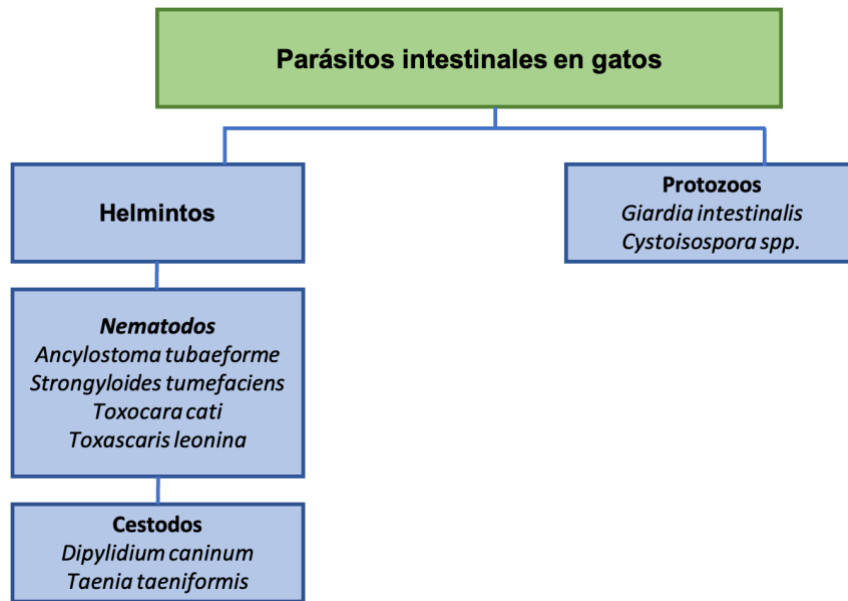 Parásitos intestinales en gatos
Helmintos
Protozoos
Giardia intestinalis
Cystoisospora spp.
Nematodos
Ancylostoma tubaeforme
Strongyloides tumefaciens
Toxocara cati
Toxascaris leonina
Cestodos
Dipylidium caninum
Taenia taeniformis